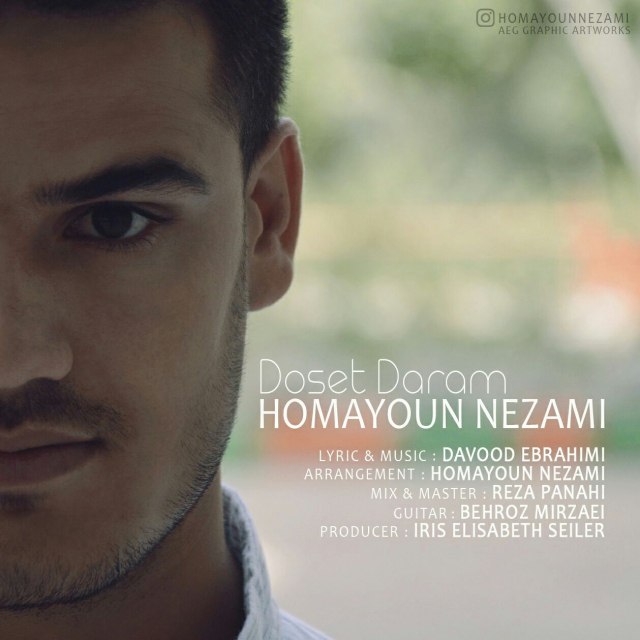 HOMAYOUNNEZAMI
AEG GRAPHIC ARTWORKS
Doset Daram
HOMAYOUN NEZAMI
LYRIC & MUSIC : DAVOOD EBRAHIMI
ARRANGEMENT : HOMAYOUN NEZAMI
MIX & MASTER : REZA PANAHI
GUITAR : BEHROZ MIRZAEI
PRODUCER : IRIS ELISABETH SEILER